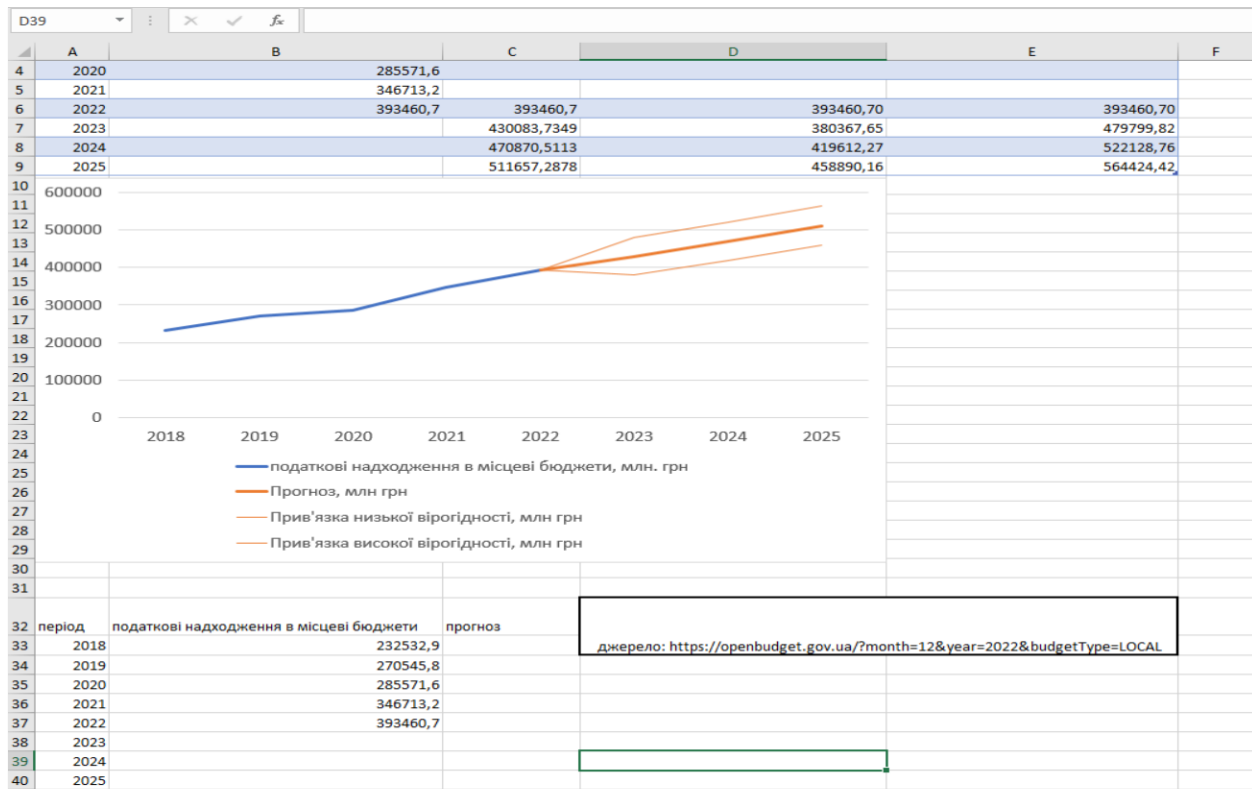 D39 fx
A B C D E F
4 2020 285571,6
5 2021 346713,2
6 2022 393460,7 393460,7 393460,70 393460,70
7 2023 430083,7349 380367,65 479799,82
8 2024 470870,5113 419612,27 522128,76
9 2025 511657,2878 458890,16 564424,42
10
11
12
13
14
15
16
17
18
19
20
21
22
23
24
25
26
27
28
29
30
31
600000
500000
400000
300000
200000
100000
0
2018 2019 2020 2021 2022 2023 2024 2025
податкові надходження в місцеві бюджети, млн. грн
Прогноз, млн грн
Прив'язка низької вірогідності, млн грн
Прив'язка високої вірогідності, млн грн
32 період податкові надходження в місцеві бюджети прогноз
33 2018 232532,9 джерело: https://openbudget.gov.ua/?month=12&year=2022&budgetType=LOCAL
34 2019 270545,8
35 2020 285571,6
36 2021 346713,2
37 2022 393460,7
38 2023
39 2024
40 2025